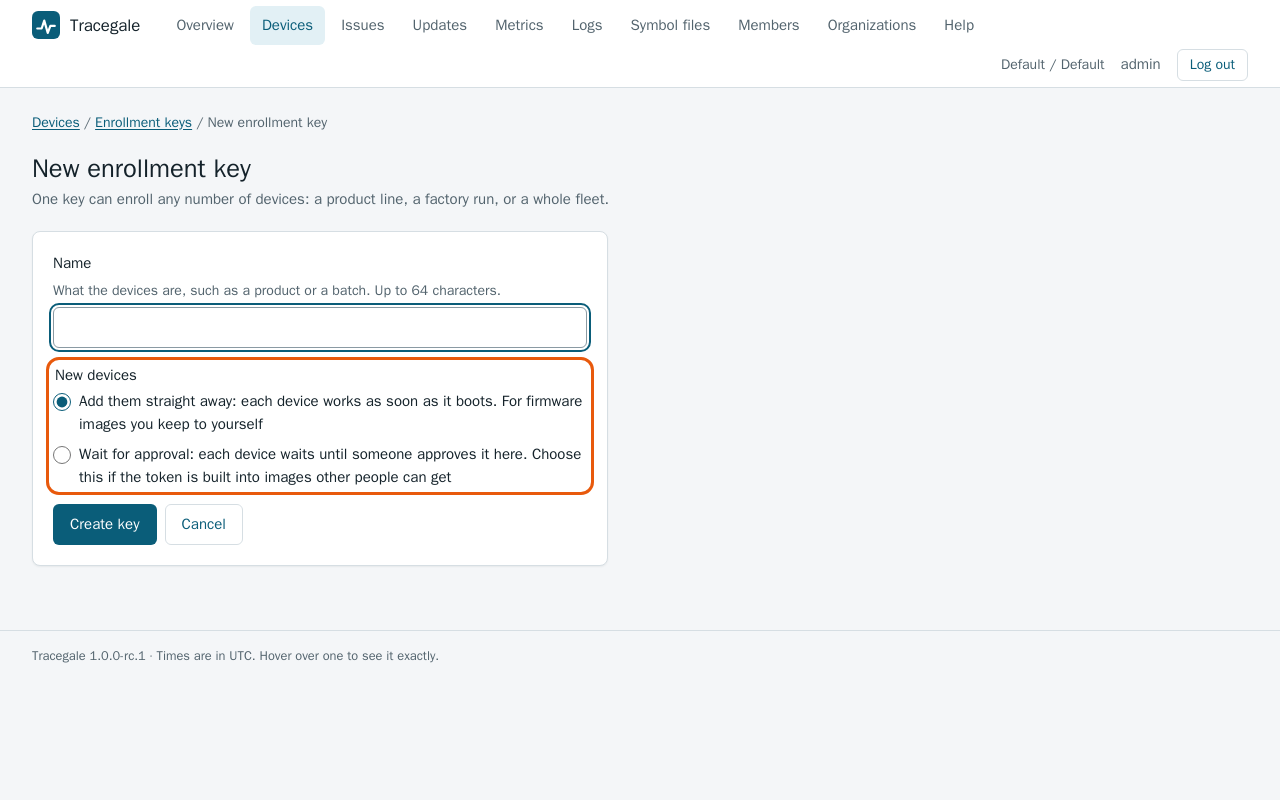 Tracegale
Overview
Devices
Issues
Updates
Metrics
Logs
Symbol files
Members
Organizations
Help
Default / Default
admin
Log out
Devices / Enrollment keys / New enrollment key
New enrollment key
One key can enroll any number of devices: a product line, a factory run, or a whole fleet.
Name
What the devices are, such as a product or a batch. Up to 64 characters.
New devices
Add them straight away: each device works as soon as it boots. For firmware
images you keep to yourself
Wait for approval: each device waits until someone approves it here. Choose
this if the token is built into images other people can get
Create key
Cancel
Tracegale 1.0.0-rc.1 · Times are in UTC. Hover over one to see it exactly.